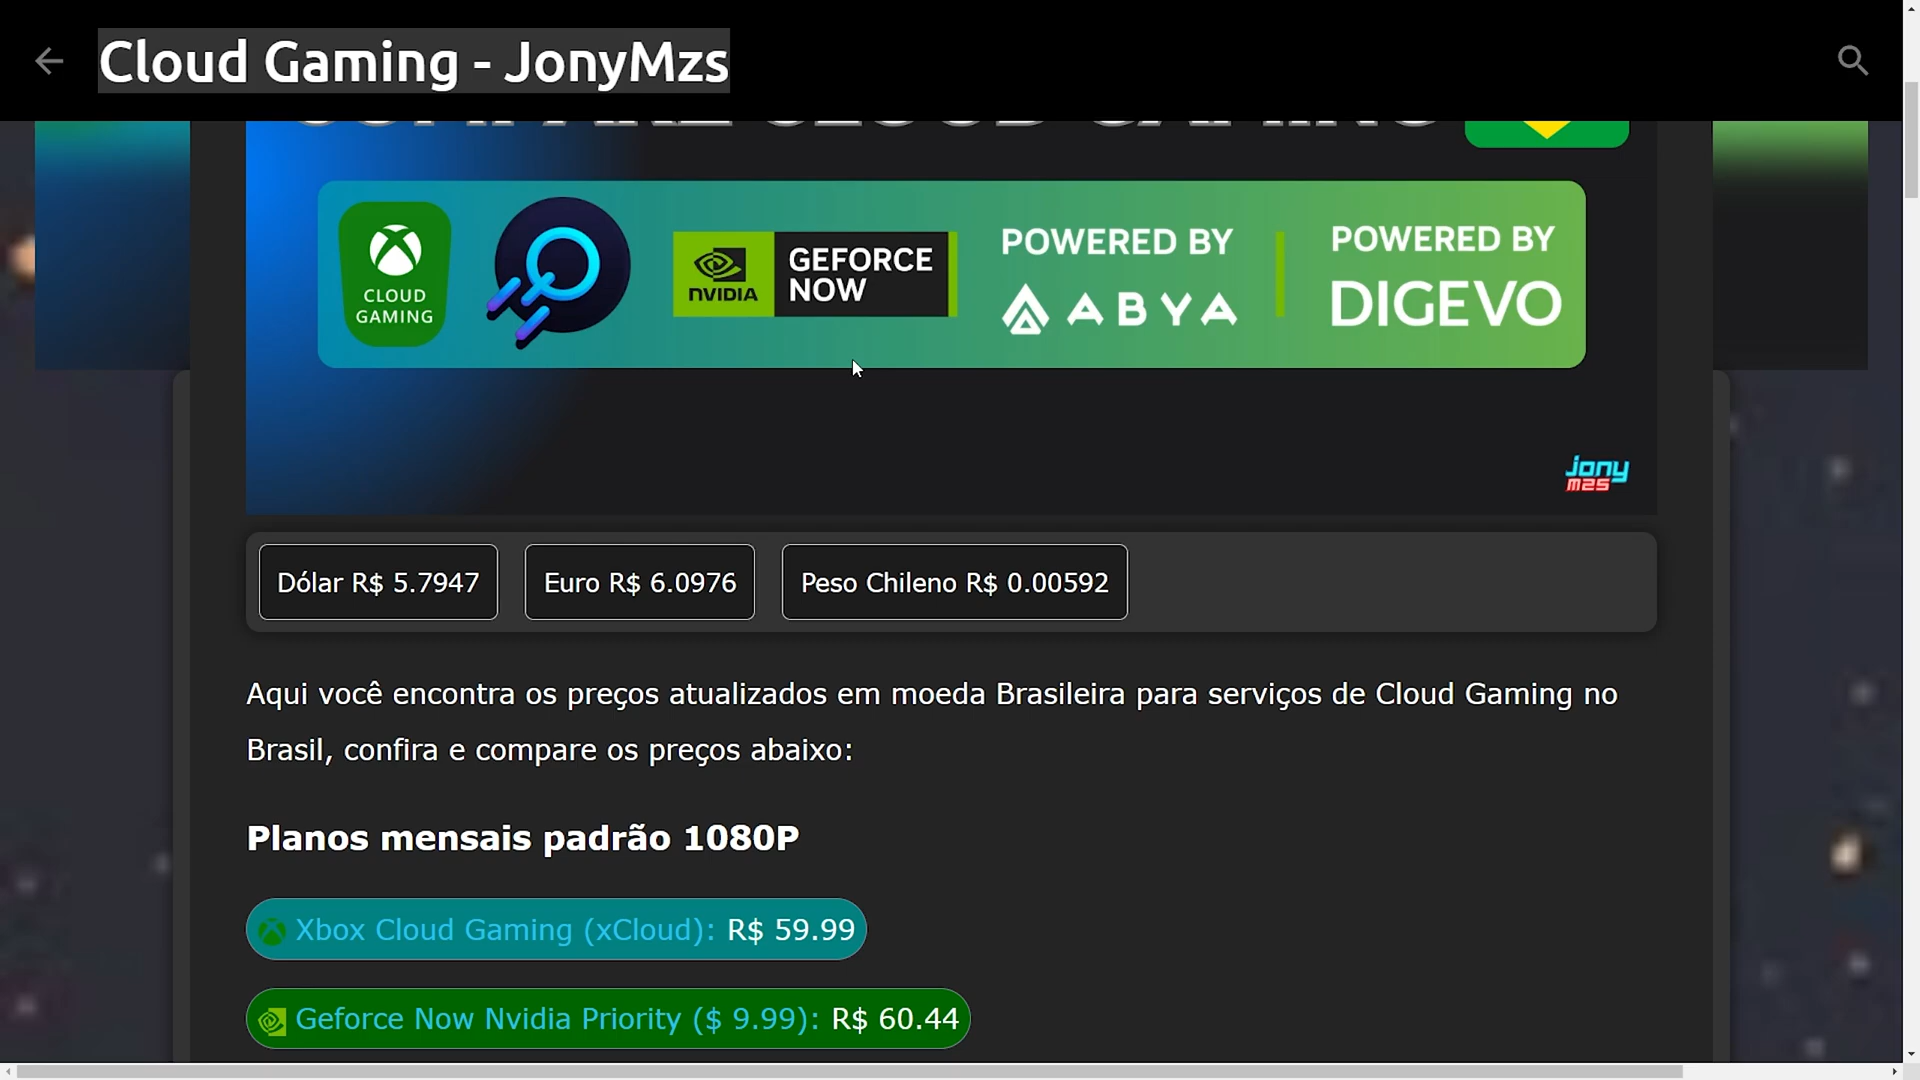 Cloud Gaming - JonyMzs
CLOUD
GAMING
NVIDIA
GEFORCE
NOW
POWERED BY
ABYA
POWERED BY
DIGEVO
jony
mzs
Dólar R$ 5.7947
Euro R$ 6.0976
Peso Chileno R$ 0.00592
Aqui você encontra os preços atualizados em moeda Brasileira para serviços de Cloud Gaming no
Brasil, confira e compare os preços abaixo:
Planos mensais padrão 1080P
Xbox Cloud Gaming (xCloud): R$ 59.99
Geforce Now Nvidia Priority ($ 9.99): R$ 60.44